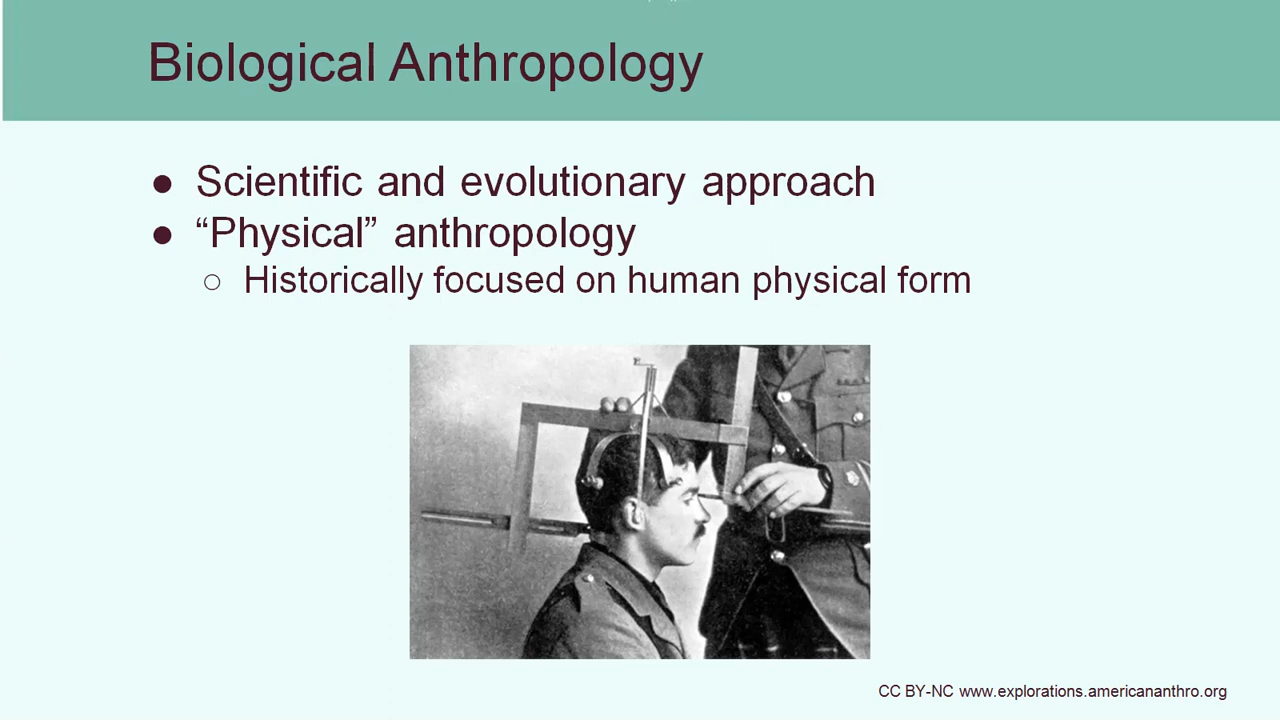 Biological Anthropology
● Scientific and evolutionary approach
● “Physical” anthropology
○ Historically focused on human physical form
CC BY-NC www.explorations.americananthro.org